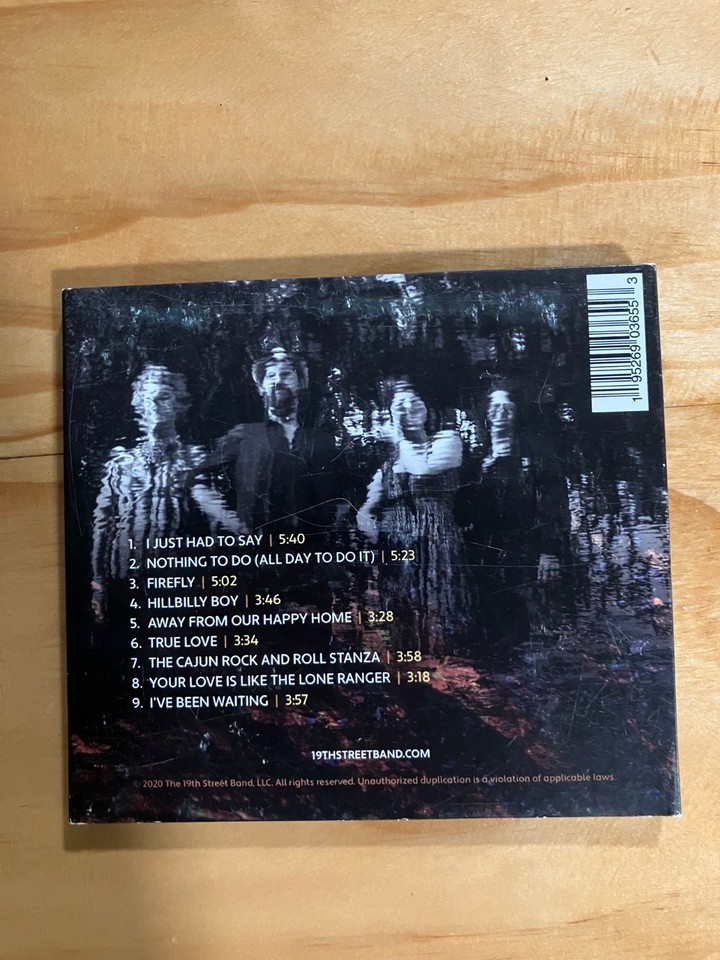 1 95269 03655 3
1. I JUST HAD TO SAY | 5:40
2. NOTHING TO DO (ALL DAY TO DO IT) | 5:23
3. FIREFLY | 5:02
4. HILLBILLY BOY | 3:46
5. AWAY FROM OUR HAPPY HOME | 3:28
6. TRUE LOVE | 3:34
7. THE CAJUN ROCK AND ROLL STANZA | 3:58
8. YOUR LOVE IS LIKE THE LONE RANGER | 3:18
9. I'VE BEEN WAITING | 3:57
19THSTREETBAND.COM
© 2020 The 19th Street Band, LLC. All rights reserved. Unauthorized duplication is a violation of applicable laws.